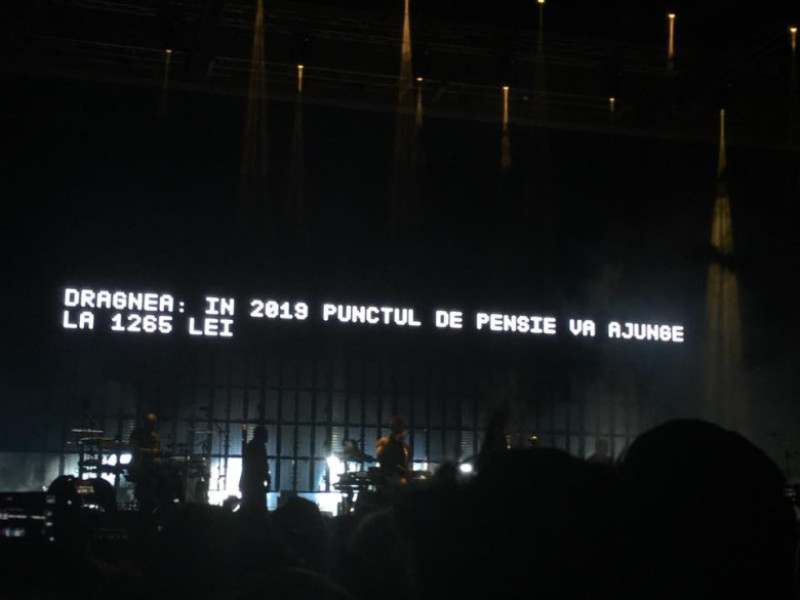 DRAGNEA: IN 2019 PUNCTUL DE PENSIE VA AJUNGE
LA 1265 LEI